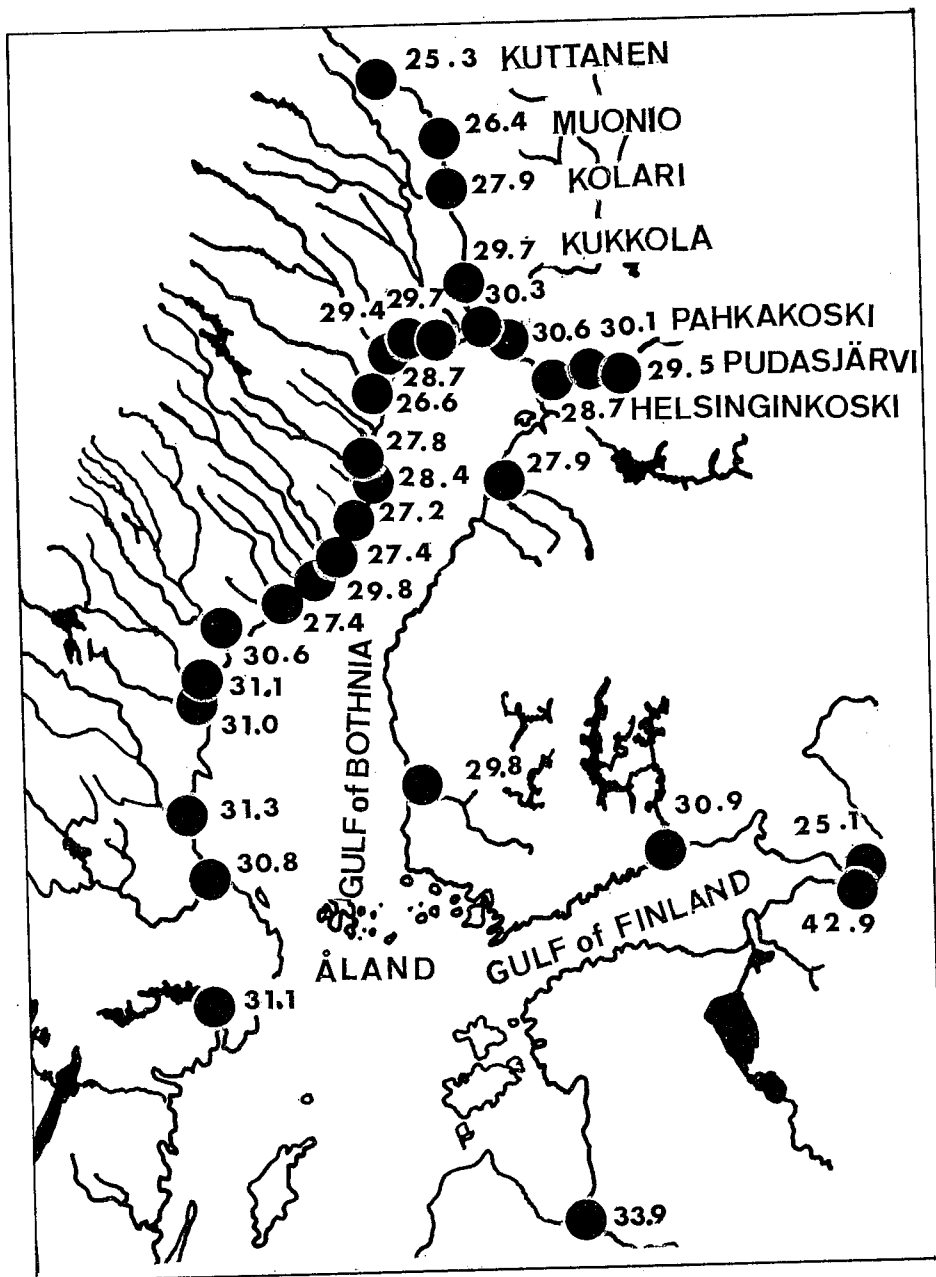 25.3 KUTTANEN
26.4 MUONIO
27.9 KOLARI
29.7 KUKKOLA
29.4 29.7 30.3
30.6 30.1 PAHKAKOSKI
28.7 29.5 PUDASJÄRVI
26.6 28.7 HELSINGINKOSKI
27.8
28.4 27.9
27.2
27.4
29.8
27.4
30.6
31.1
31.0
GULF of BOTHNIA
29.8
31.3 30.9 25.1
30.8
42.9
GULF of FINLAND
ÅLAND
31.1
33.9